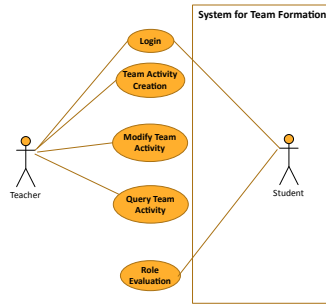 System for Team Formation
Login
Team Activity
Creation
Modify Team
Activity
Teacher
Student
Query Team
Activity
Role
Evaluation